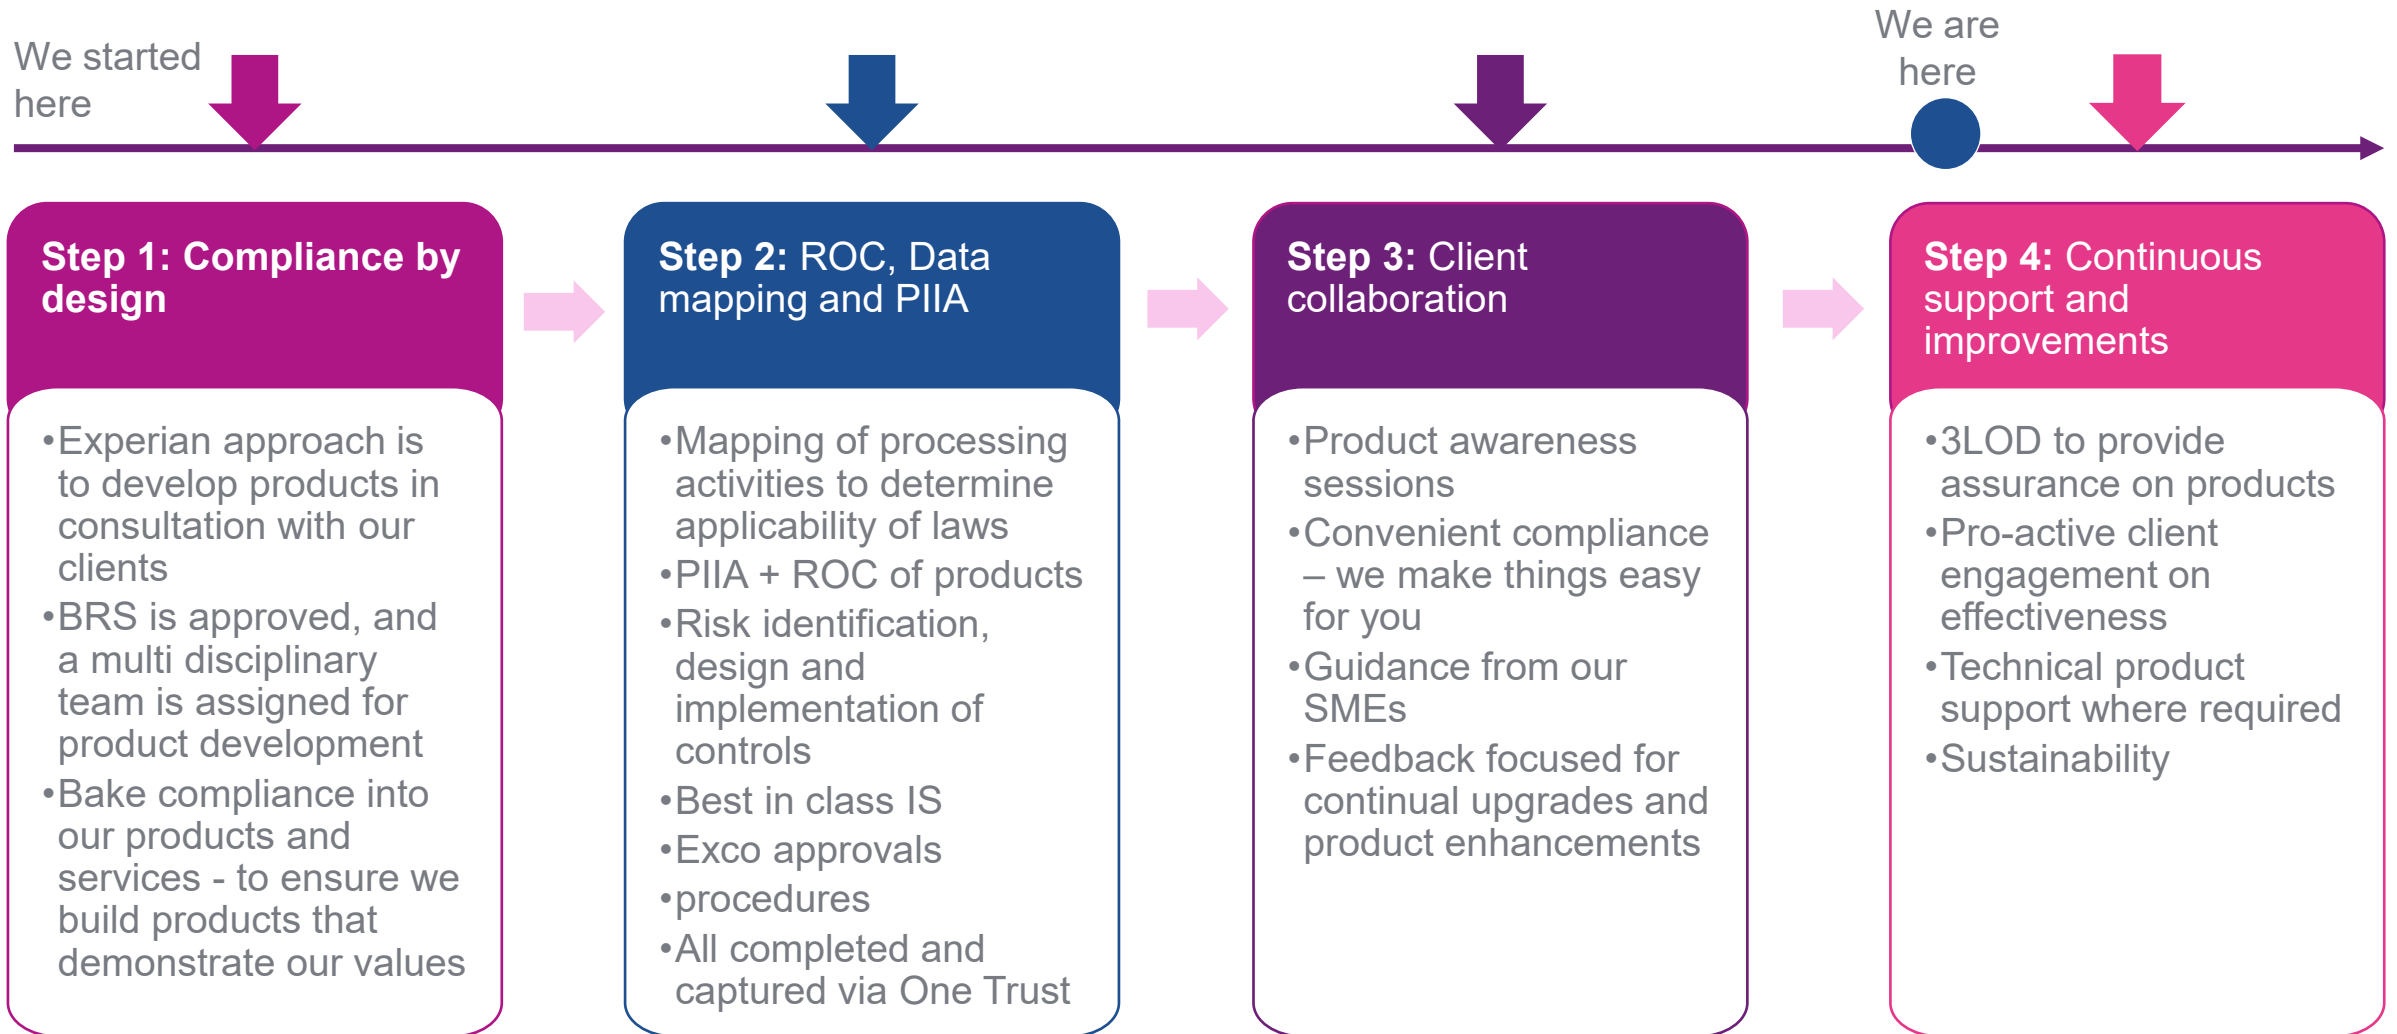 We started
here
We are
here
Step 1: Compliance by
design
•Experian approach is
to develop products in
consultation with our
clients
•BRS is approved, and
a multi disciplinary
team is assigned for
product development
•Bake compliance into
our products and
services - to ensure we
build products that
demonstrate our values
Step 2: ROC, Data
mapping and PIIA
•Mapping of processing
activities to determine
applicability of laws
•PIIA + ROC of products
•Risk identification,
design and
implementation of
controls
•Best in class IS
•Exco approvals
•procedures
•All completed and
captured via One Trust
Step 3: Client
collaboration
•Product awareness
sessions
•Convenient compliance
– we make things easy
for you
•Guidance from our
SMEs
•Feedback focused for
continual upgrades and
product enhancements
Step 4: Continuous
support and
improvements
•3LOD to provide
assurance on products
•Pro-active client
engagement on
effectiveness
•Technical product
support where required
•Sustainability